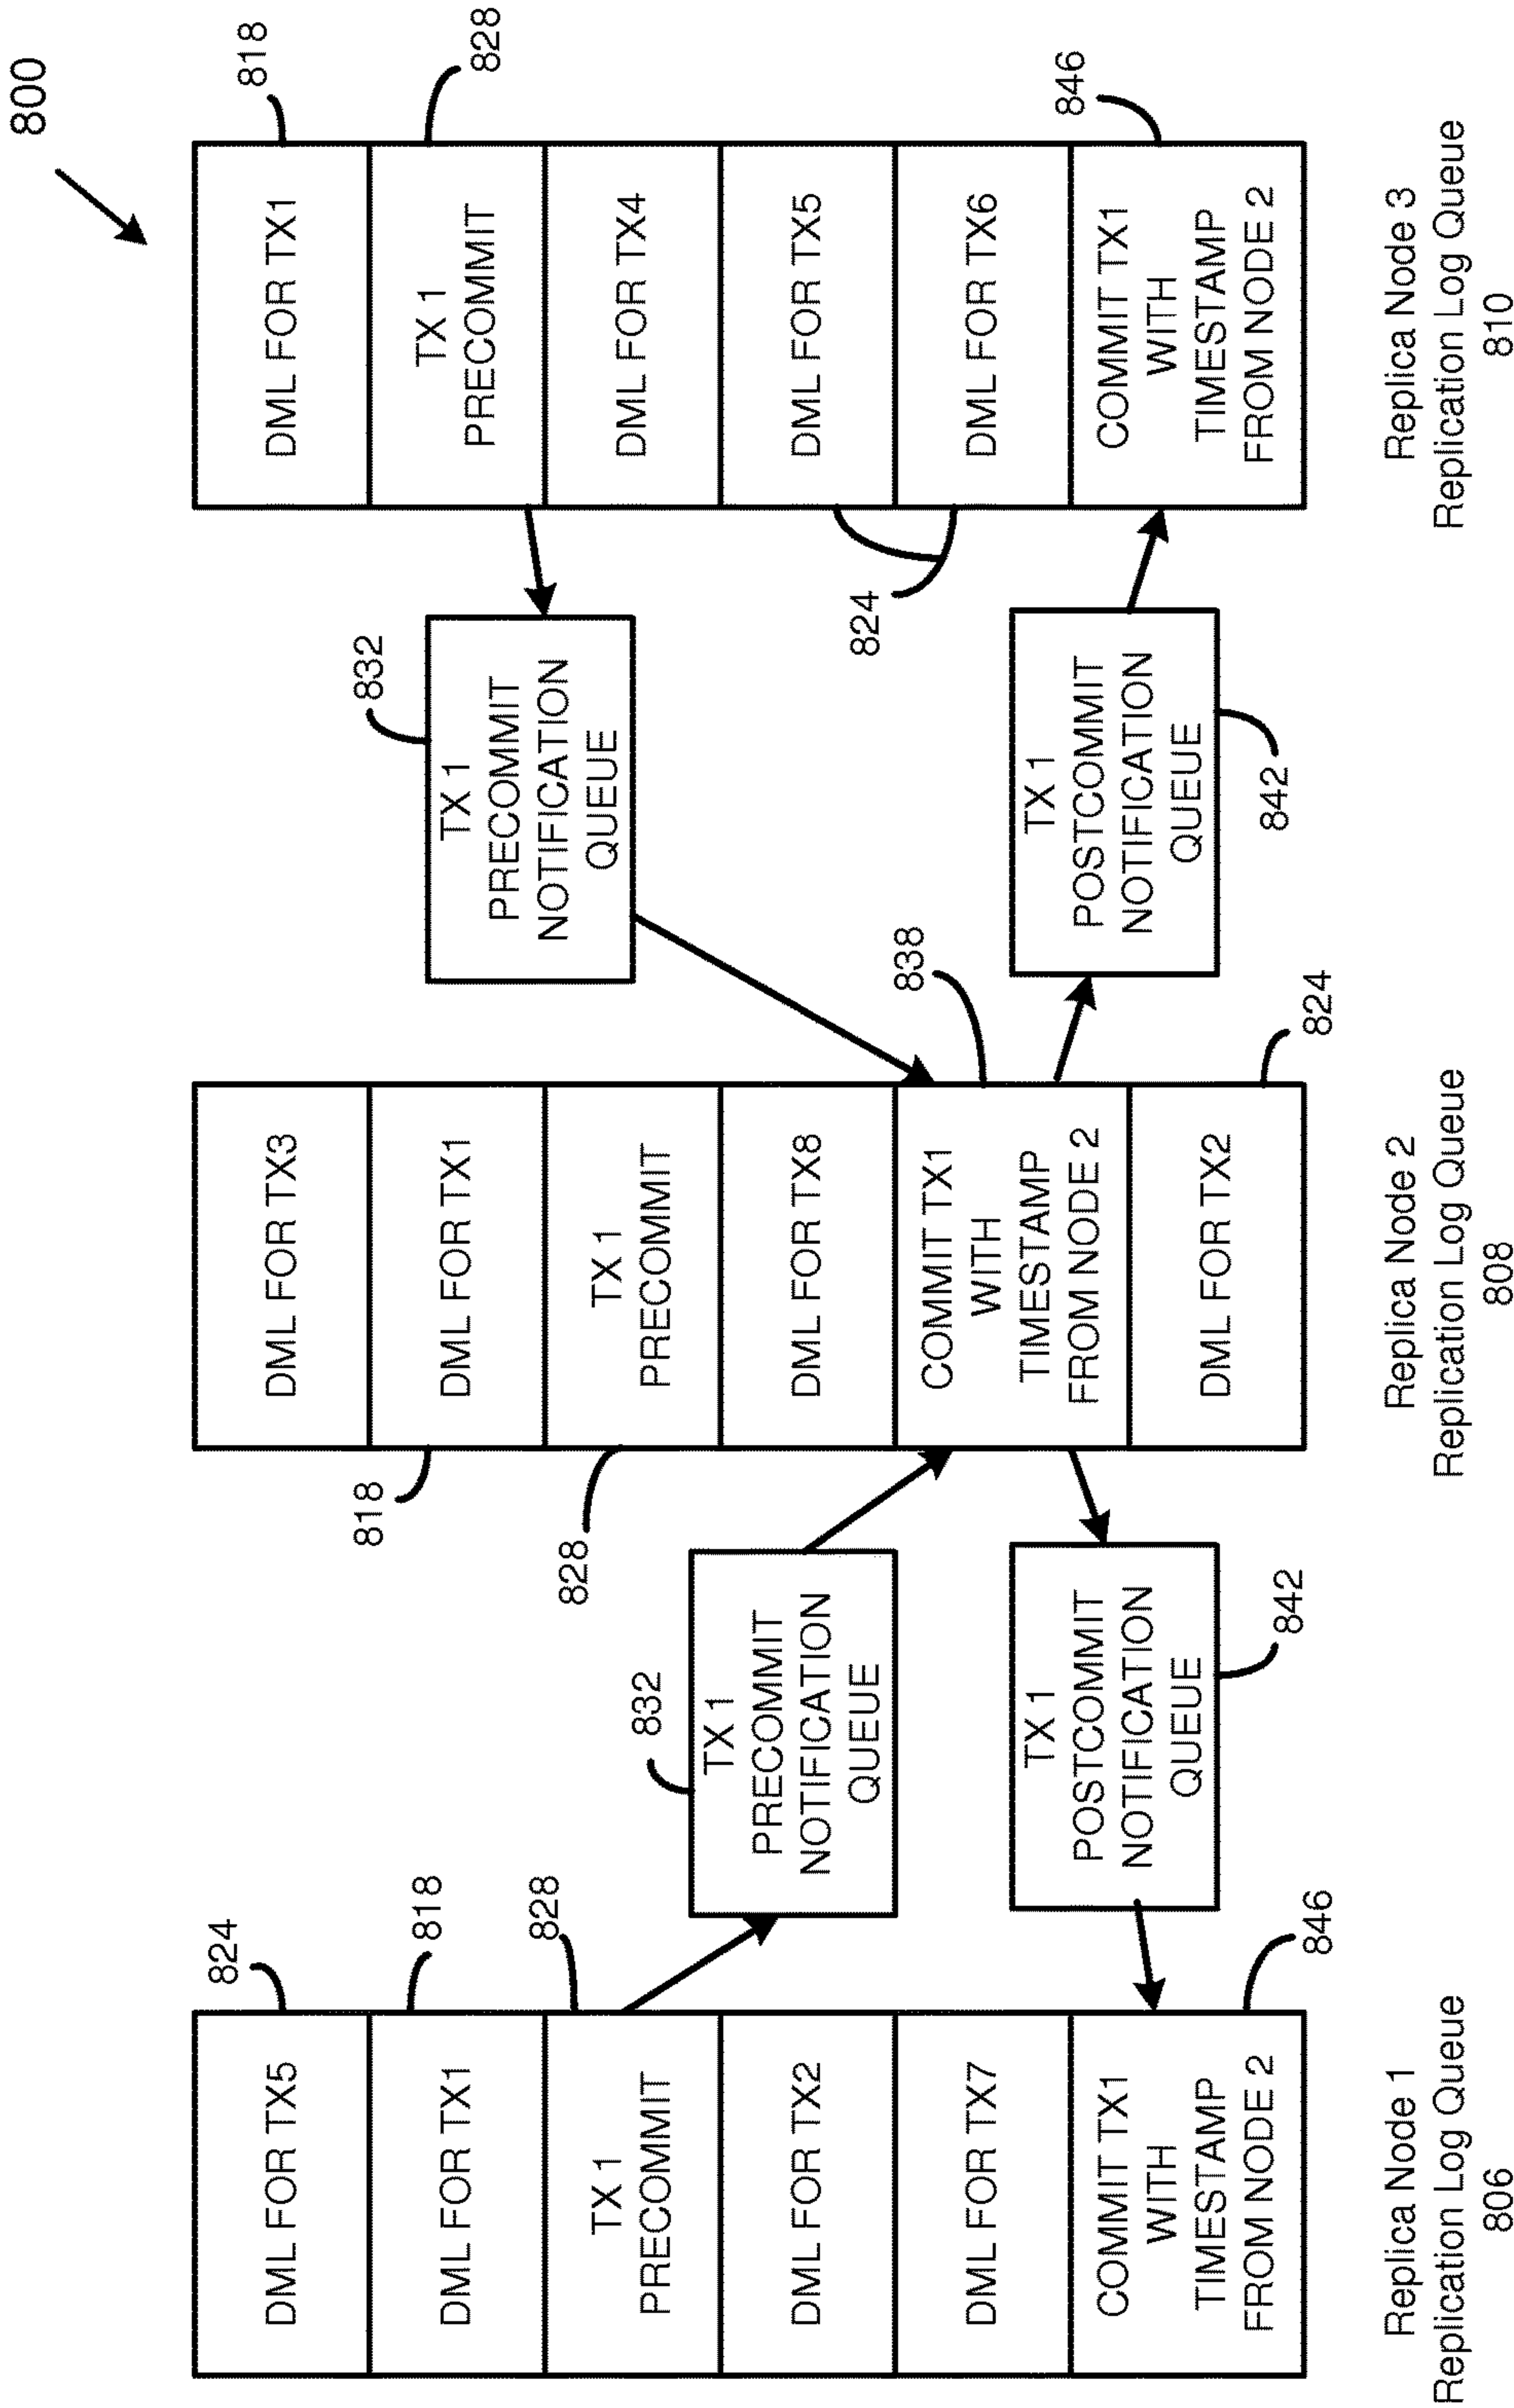 800
824
DML FOR TX5
818
DML FOR TX1
828
TX 1
PRECOMMIT
DML FOR TX2
DML FOR TX7
COMMIT TX1
WITH
TIMESTAMP
FROM NODE 2
846
Replica Node 1
Replication Log Queue
806
832
TX 1
PRECOMMIT
NOTIFICATION
QUEUE
TX 1
POSTCOMMIT
NOTIFICATION
QUEUE
842
DML FOR TX3
818
DML FOR TX1
828
TX 1
PRECOMMIT
DML FOR TX8
838
COMMIT TX1
WITH
TIMESTAMP
FROM NODE 2
824
DML FOR TX2
Replica Node 2
Replication Log Queue
808
832
TX 1
PRECOMMIT
NOTIFICATION
QUEUE
TX 1
POSTCOMMIT
NOTIFICATION
QUEUE
842
818
DML FOR TX1
828
TX 1
PRECOMMIT
DML FOR TX4
DML FOR TX5
824
DML FOR TX6
846
COMMIT TX1
WITH
TIMESTAMP
FROM NODE 2
Replica Node 3
Replication Log Queue
810